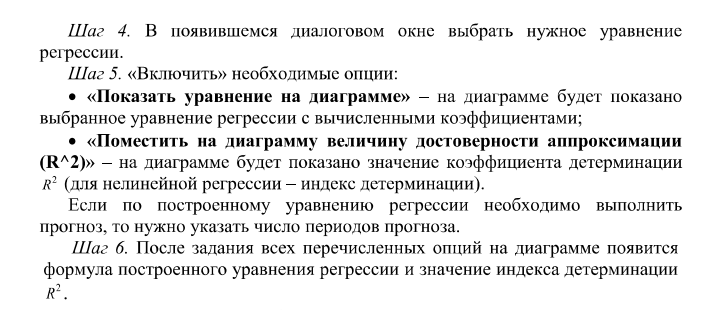 Шаг 4. В появившемся диалоговом окне выбрать нужное уравнение
регрессии.
Шаг 5. «Включить» необходимые опции:
• «Показать уравнение на диаграмме» – на диаграмме будет показано
выбранное уравнение регрессии с вычисленными коэффициентами;
• «Поместить на диаграмму величину достоверности аппроксимации
(R^2)» – на диаграмме будет показано значение коэффициента детерминации
R² (для нелинейной регрессии – индекс детерминации).
Если по построенному уравнению регрессии необходимо выполнить
прогноз, то нужно указать число периодов прогноза.
Шаг 6. После задания всех перечисленных опций на диаграмме появится
формула построенного уравнения регрессии и значение индекса детерминации
R².